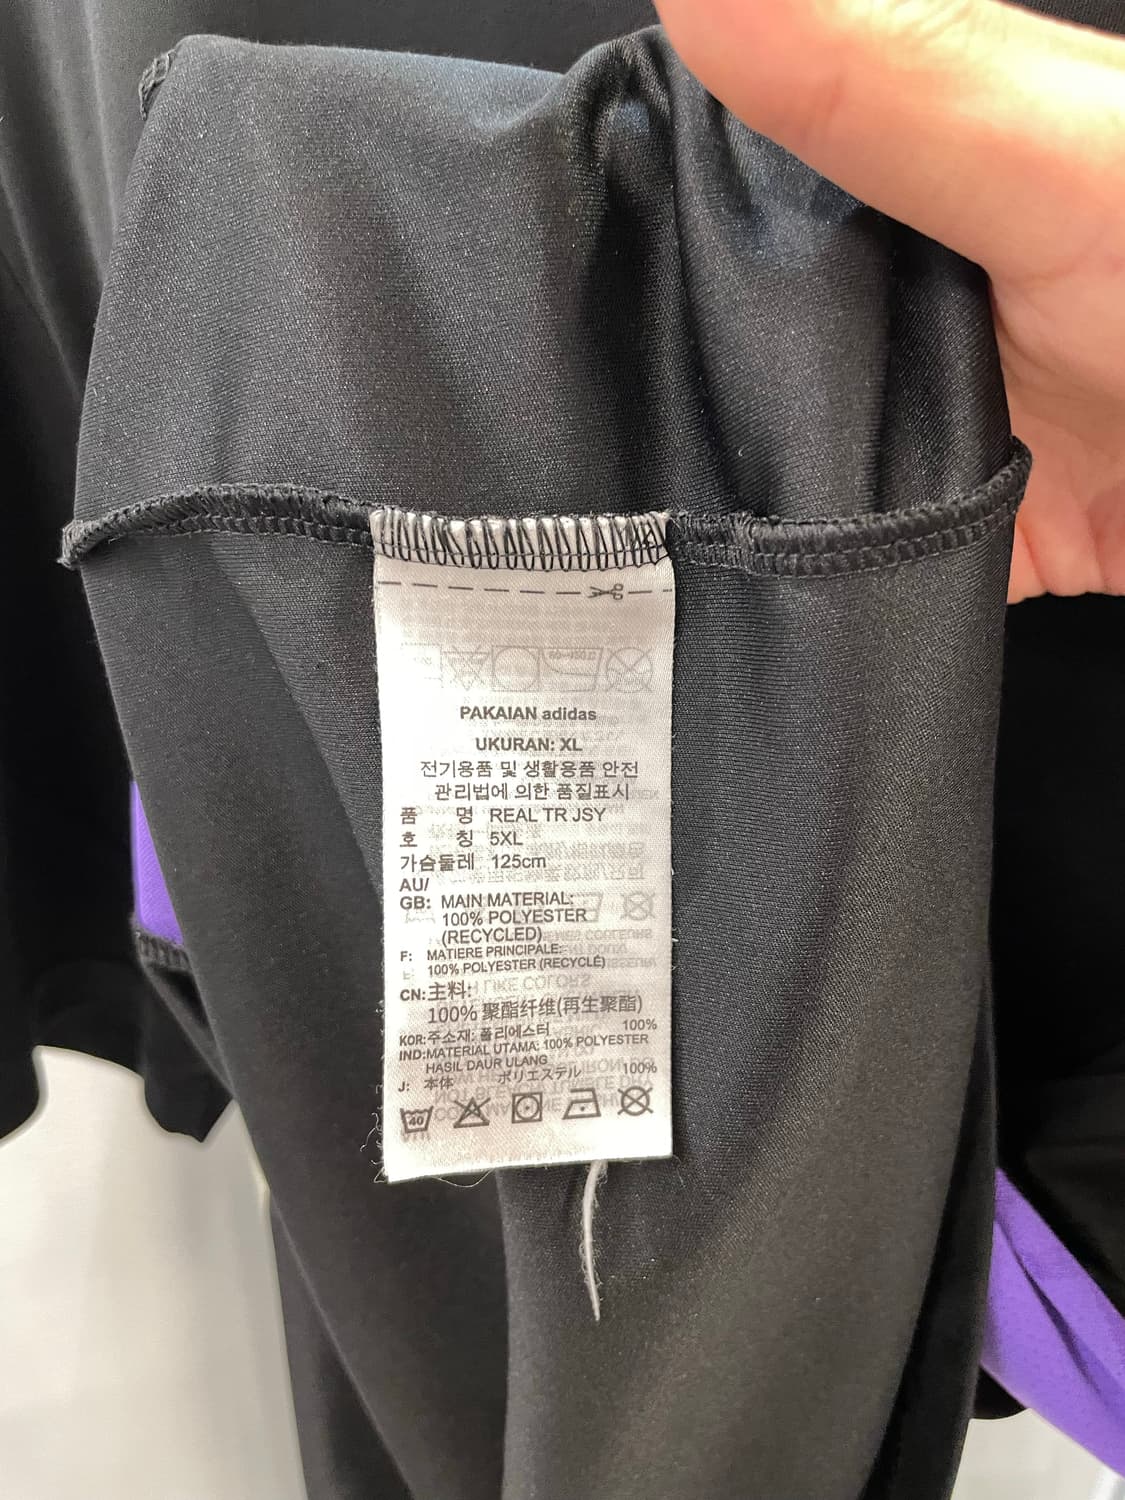 PAKAIAN adidas
UKURAN: XL
전기용품 및 생활용품 안전
관리법에 의한 품질표시
품 명 REAL TR JSY
호 칭 5XL
가슴둘레 125cm
AU/
GB: MAIN MATERIAL:
100% POLYESTER
(RECYCLED)
F: MATIERE PRINCIPALE:
100% POLYESTER (RECYCLÉ)
CN:主料:
100% 聚酯纤维(再生聚酯)
KOR:주소재: 폴리에스터 100%
IND:MATERIAL UTAMA: 100% POLYESTER
HASIL DAUR ULANG
J: 本体 ポリエステル 100%
40